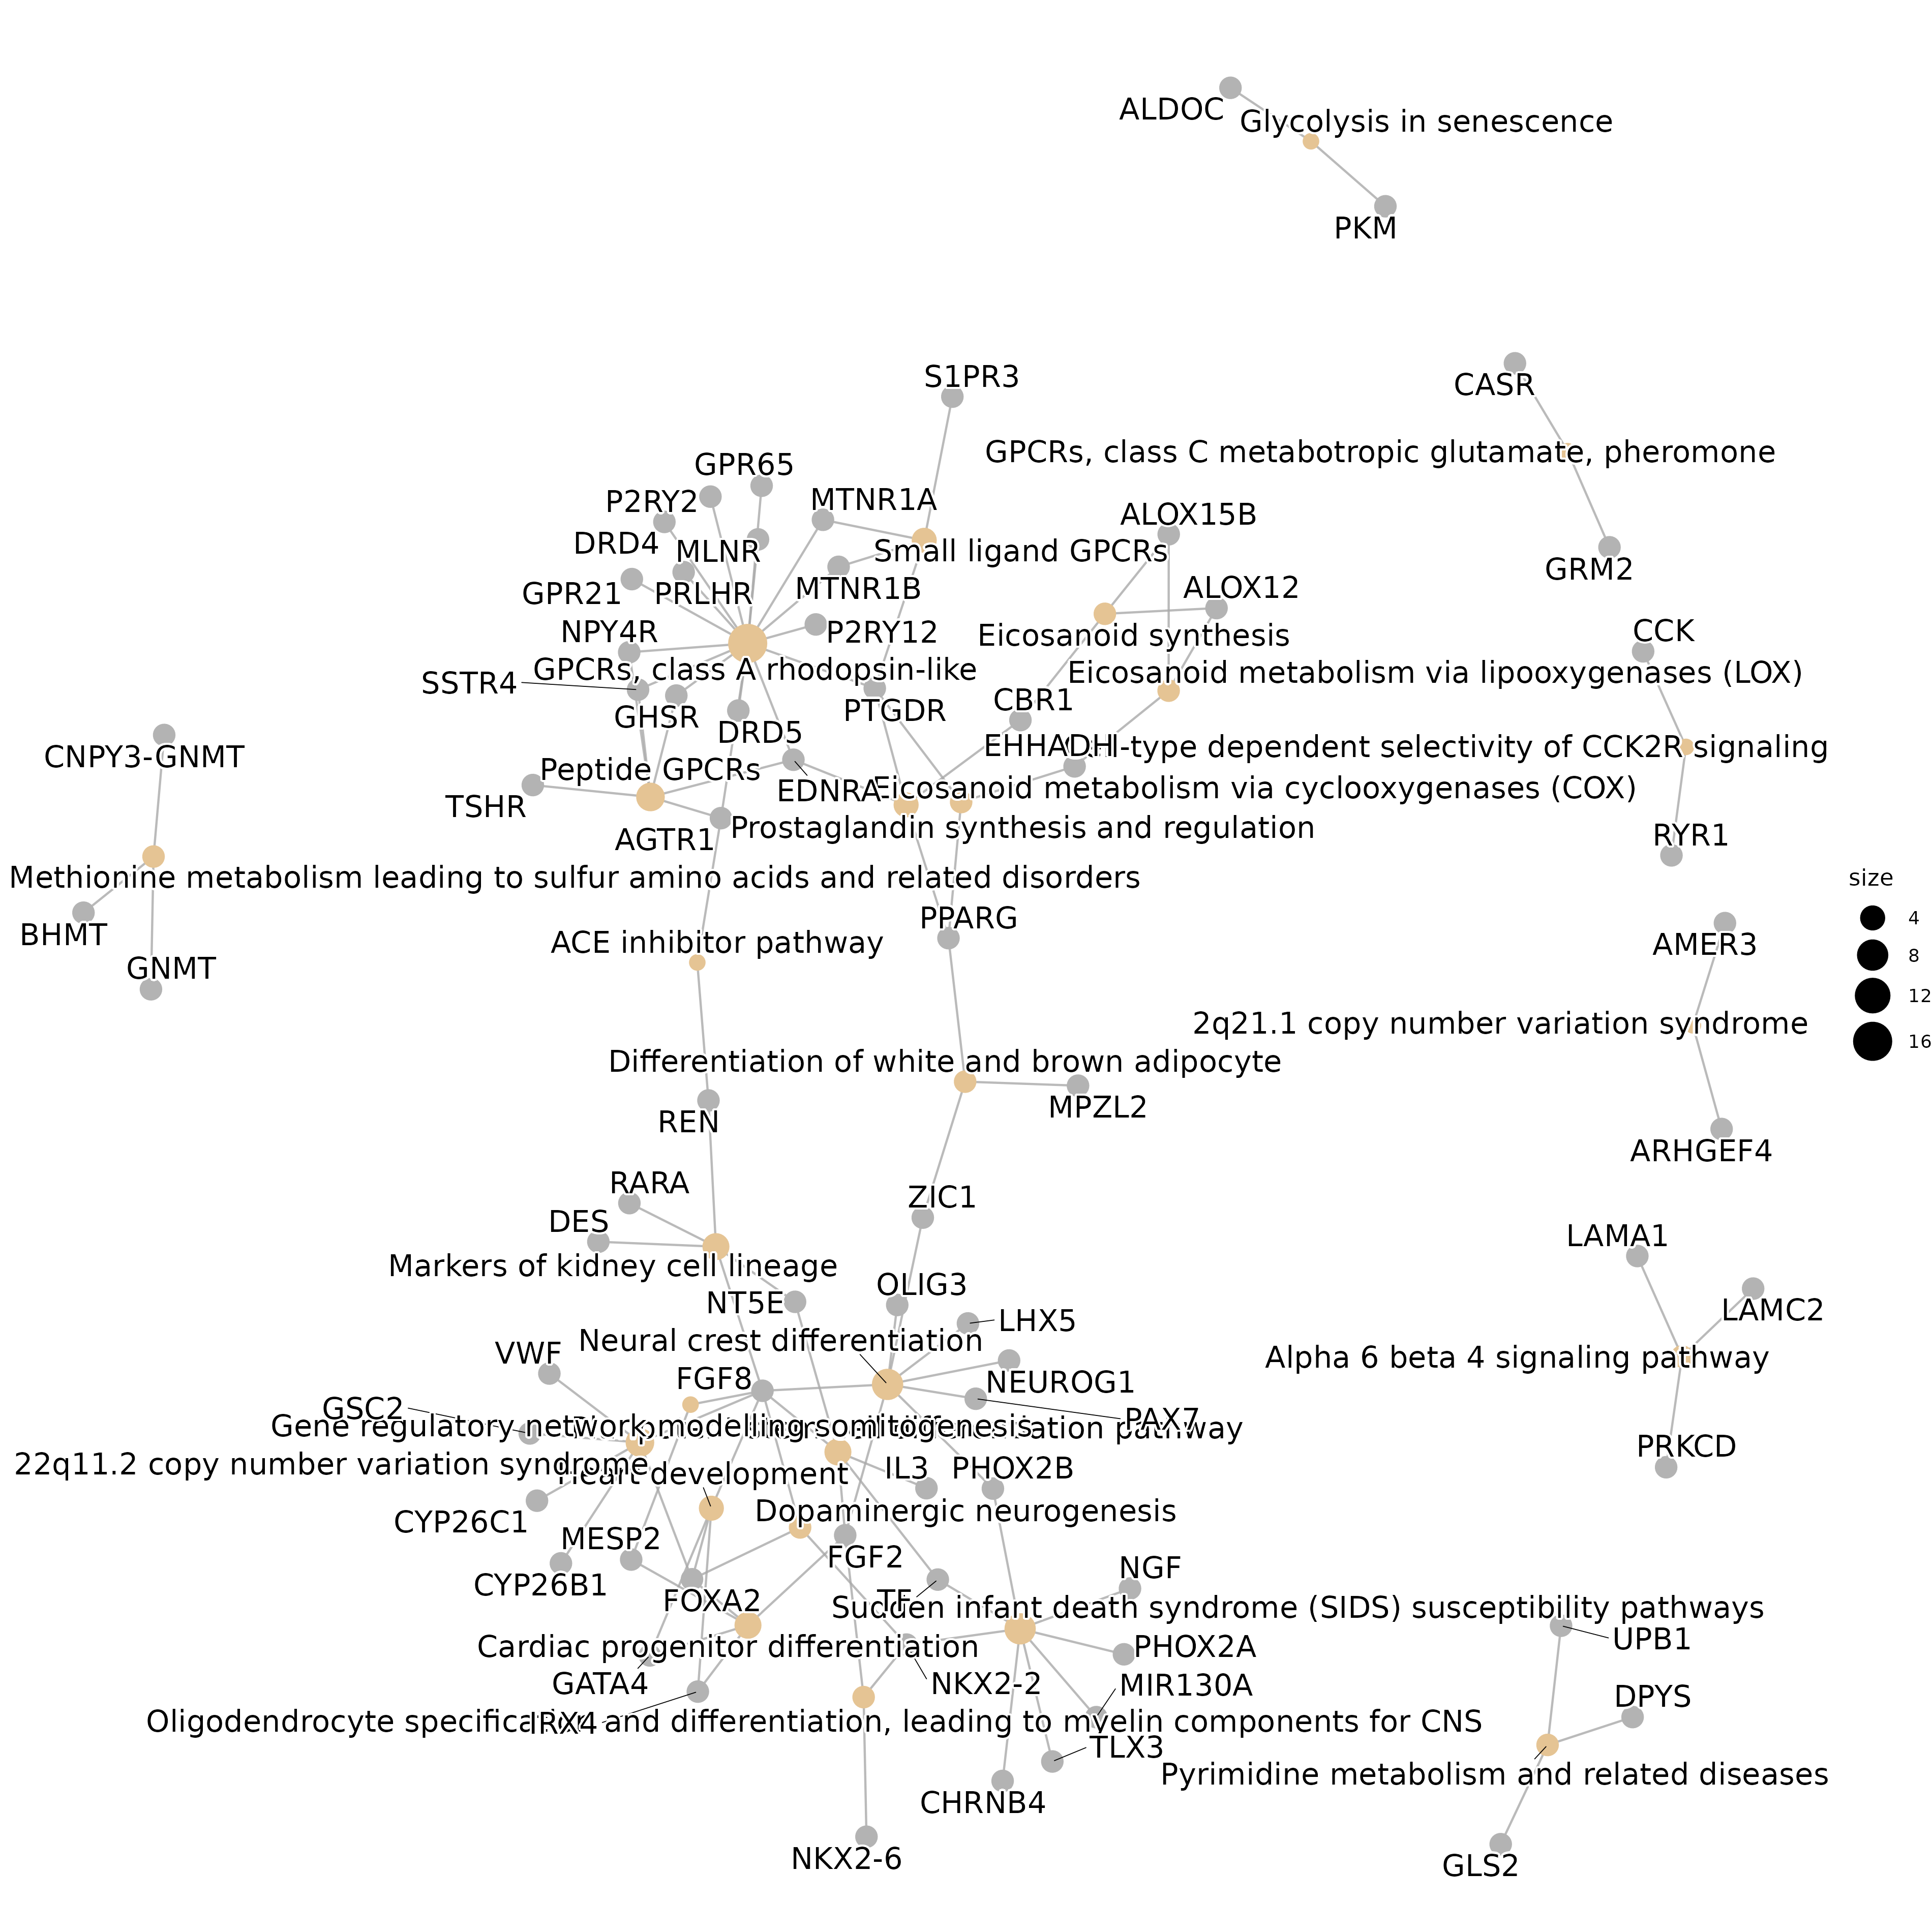 ALDOC
Glycolysis in senescence
PKM
CASR
S1PR3
GPCRs, class C metabotropic glutamate, pheromone
GPR65
P2RY2
MTNR1A
ALOX15B
DRD4
MLNR
Small ligand GPCRs
GRM2
GPR21
PRLHR
MTNR1B
ALOX12
NPY4R
P2RY12
Eicosanoid synthesis
CCK
GPCRs, class A rhodopsin-like
Eicosanoid metabolism via lipooxygenases (LOX)
SSTR4
CBR1
GHSR
PTGDR
DRD5
CNPY3-GNMT
EHHADH
-type dependent selectivity of CCK2R signaling
Peptide GPCRs
EDNRA
Eicosanoid metabolism via cyclooxygenases (COX)
TSHR
AGTR1
Prostaglandin synthesis and regulation
RYR1
Methionine metabolism leading to sulfur amino acids and related disorders
size
4
8
12
16
BHMT
PPARG
ACE inhibitor pathway
AMER3
GNMT
2q21.1 copy number variation syndrome
Differentiation of white and brown adipocyte
MPZL2
REN
ARHGEF4
RARA
ZIC1
DES
LAMA1
Markers of kidney cell lineage
OLIG3
NT5E
LHX5
LAMC2
Neural crest differentiation
VWF
Alpha 6 beta 4 signaling pathway
FGF8
NEUROG1
GSC2
PAX7
Gene regulatory network modelling somitogenesis
pathway
PRKCD
22q11.2 copy number variation syndrome
Heart development
IL3
PHOX2B
Dopaminergic neurogenesis
CYP26C1
MESP2
FGF2
NGF
CYP26B1
FOXA2
TF
Sudden infant death syndrome (SIDS) susceptibility pathways
UPB1
Cardiac progenitor differentiation
PHOX2A
GATA4
NKX2-2
MIR130A
DPYS
Oligodendrocyte specification and differentiation, leading to myelin components for CNS
IRX4
TLX3
Pyrimidine metabolism and related diseases
CHRNB4
NKX2-6
GLS2